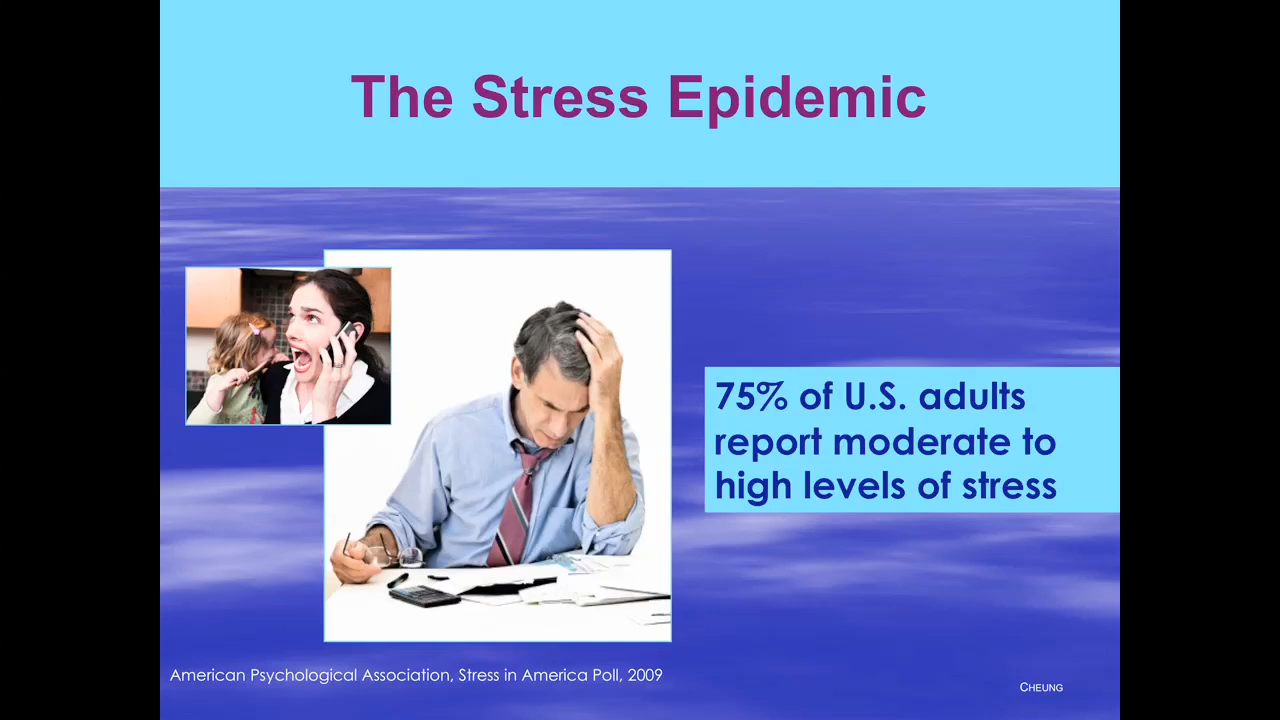 The Stress Epidemic
75% of U.S. adults
report moderate to
high levels of stress
American Psychological Association, Stress in America Poll, 2009
CHEUNG